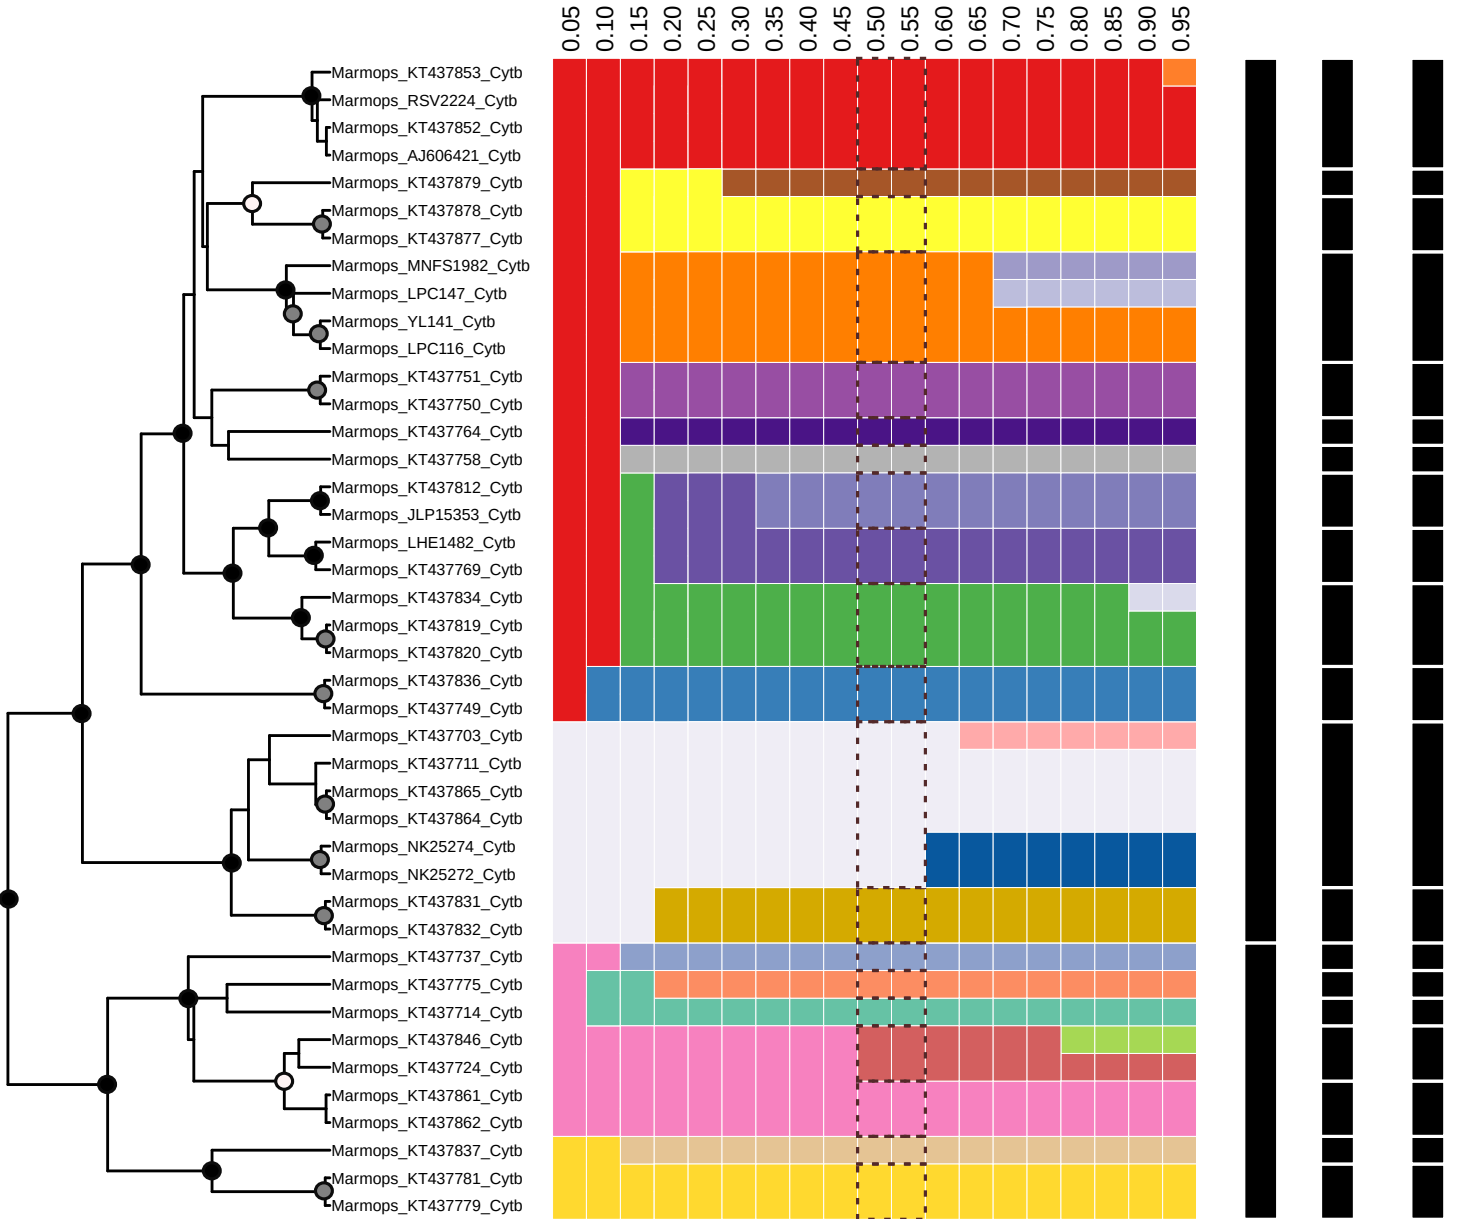 0.05 0.10 0.15 0.20 0.25 0.30 0.35 0.40 0.45 0.50 0.55 0.60 0.65 0.70 0.75 0.80 0.85 0.90 0.95
Marmops_KT437853_Cytb
Marmops_RSV2224_Cytb
Marmops_KT437852_Cytb
Marmops_AJ606421_Cytb
Marmops_KT437879_Cytb
Marmops_KT437878_Cytb
Marmops_KT437877_Cytb
Marmops_MNFS1982_Cytb
Marmops_LPC147_Cytb
Marmops_YL141_Cytb
Marmops_LPC116_Cytb
Marmops_KT437751_Cytb
Marmops_KT437750_Cytb
Marmops_KT437764_Cytb
Marmops_KT437758_Cytb
Marmops_KT437812_Cytb
Marmops_JLP15353_Cytb
Marmops_LHE1482_Cytb
Marmops_KT437769_Cytb
Marmops_KT437834_Cytb
Marmops_KT437819_Cytb
Marmops_KT437820_Cytb
Marmops_KT437836_Cytb
Marmops_KT437749_Cytb
Marmops_KT437703_Cytb
Marmops_KT437711_Cytb
Marmops_KT437865_Cytb
Marmops_KT437864_Cytb
Marmops_NK25274_Cytb
Marmops_NK25272_Cytb
Marmops_KT437831_Cytb
Marmops_KT437832_Cytb
Marmops_KT437737_Cytb
Marmops_KT437775_Cytb
Marmops_KT437714_Cytb
Marmops_KT437846_Cytb
Marmops_KT437724_Cytb
Marmops_KT437861_Cytb
Marmops_KT437862_Cytb
Marmops_KT437837_Cytb
Marmops_KT437781_Cytb
Marmops_KT437779_Cytb